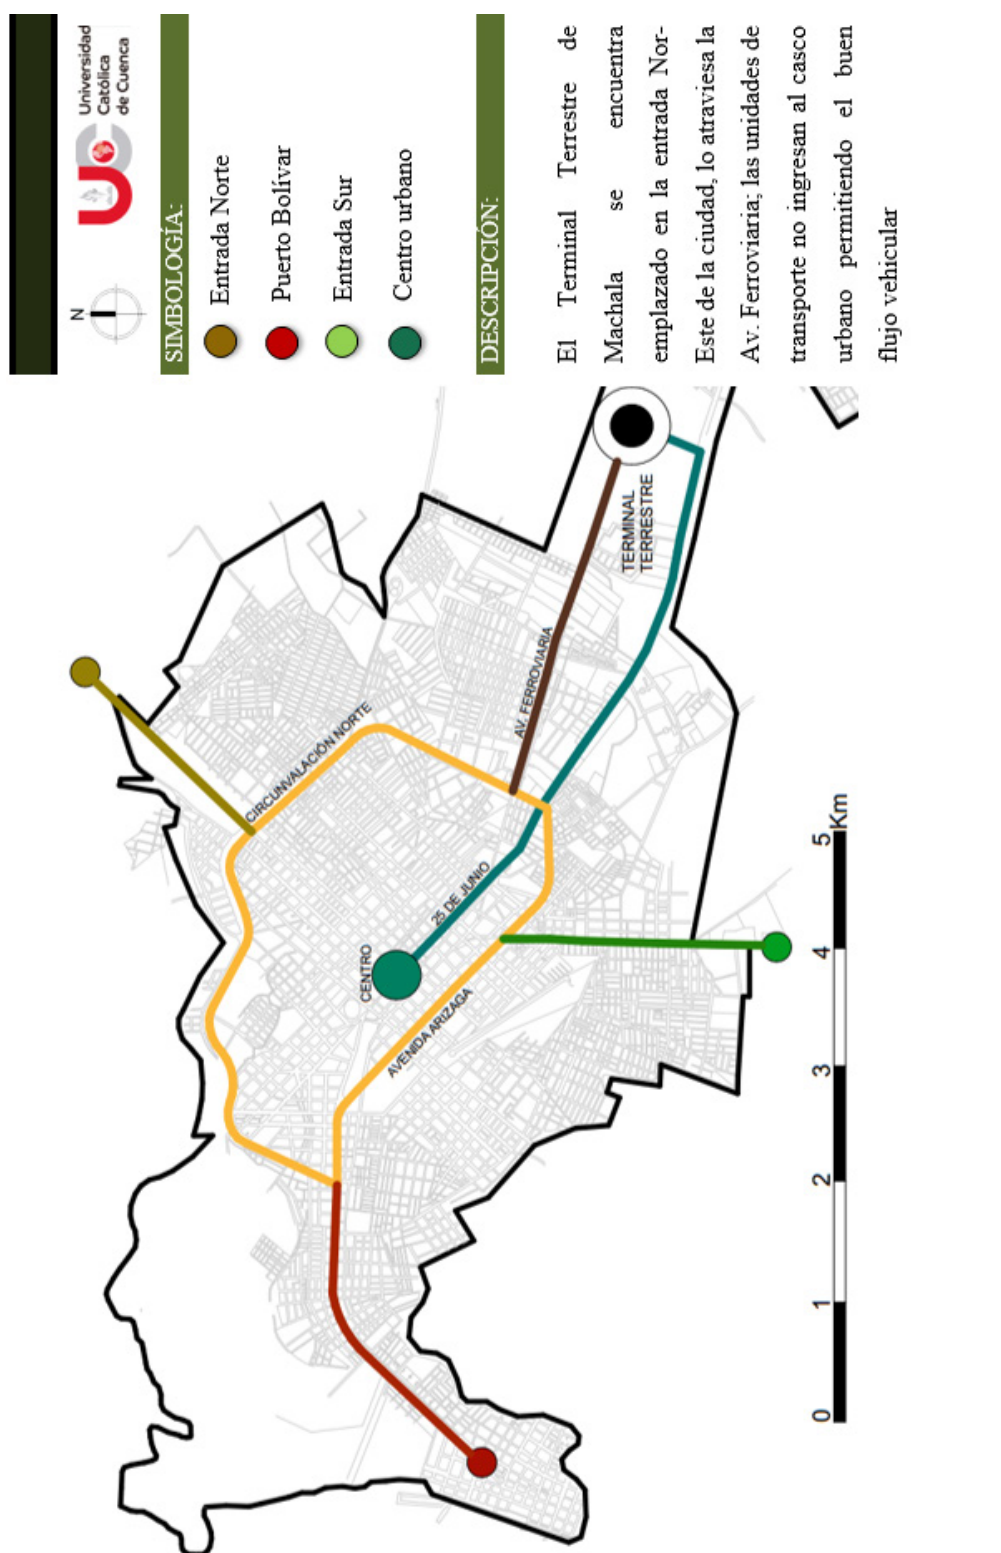 Universidad
Católica
de Cuenca
UC
N
SIMBOLOGÍA:
Entrada Norte
Puerto Bolívar
Entrada Sur
Centro urbano
DESCRIPCIÓN:
El Terminal Terrestre de
Machala se encuentra
emplazado en la entrada Nor-
Este de la ciudad, lo atraviesa la
Av. Ferroviaria; las unidades de
transporte no ingresan al casco
urbano permitiendo el buen
flujo vehicular
CIRCUNVALACIÓN NORTE
CENTRO
25 DE JUNIO
AVENIDA ARIZAGA
AV. FERROVIARIA
TERMINAL
TERRESTRE
0 1 2 3 4 5
Km